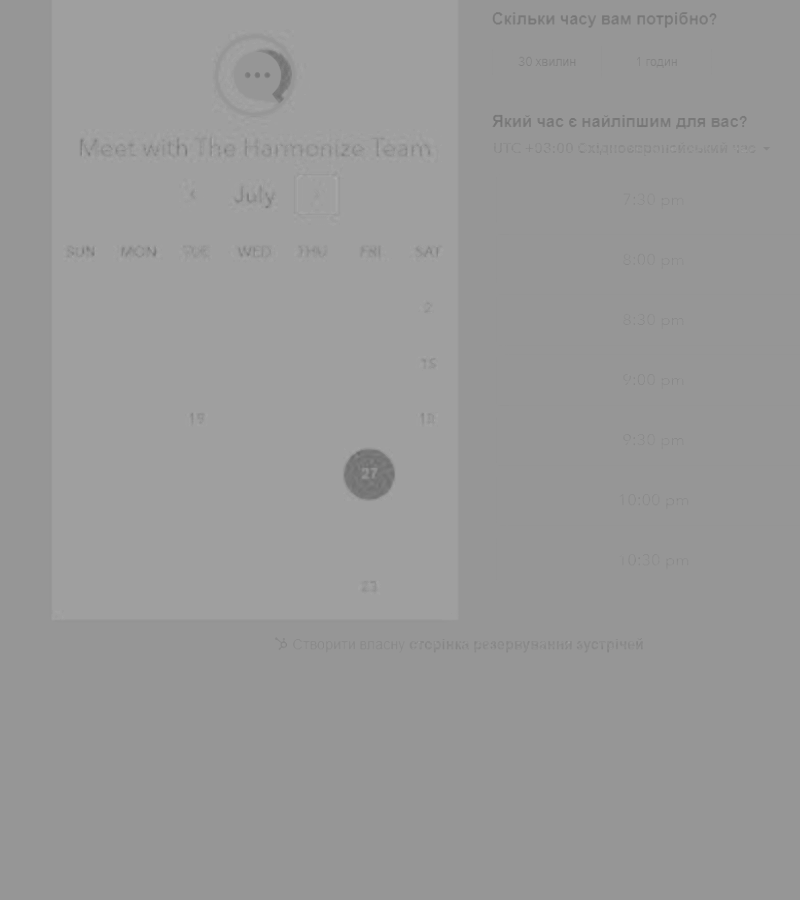 Meet with The Harmonize Team
July
SUN MON TUE WED THU FRI SAT
2
15
19 18
27
Скільки часу вам потрібно?
30 хвилин 1 годин
Який час є найліпшим для вас?
UTC +03:00 Східноєвропейський час
7:30 pm
8:00 pm
8:30 pm
9:00 pm
9:30 pm
10:00 pm
10:30 pm
Створити власну сторінка резервування зустрічей